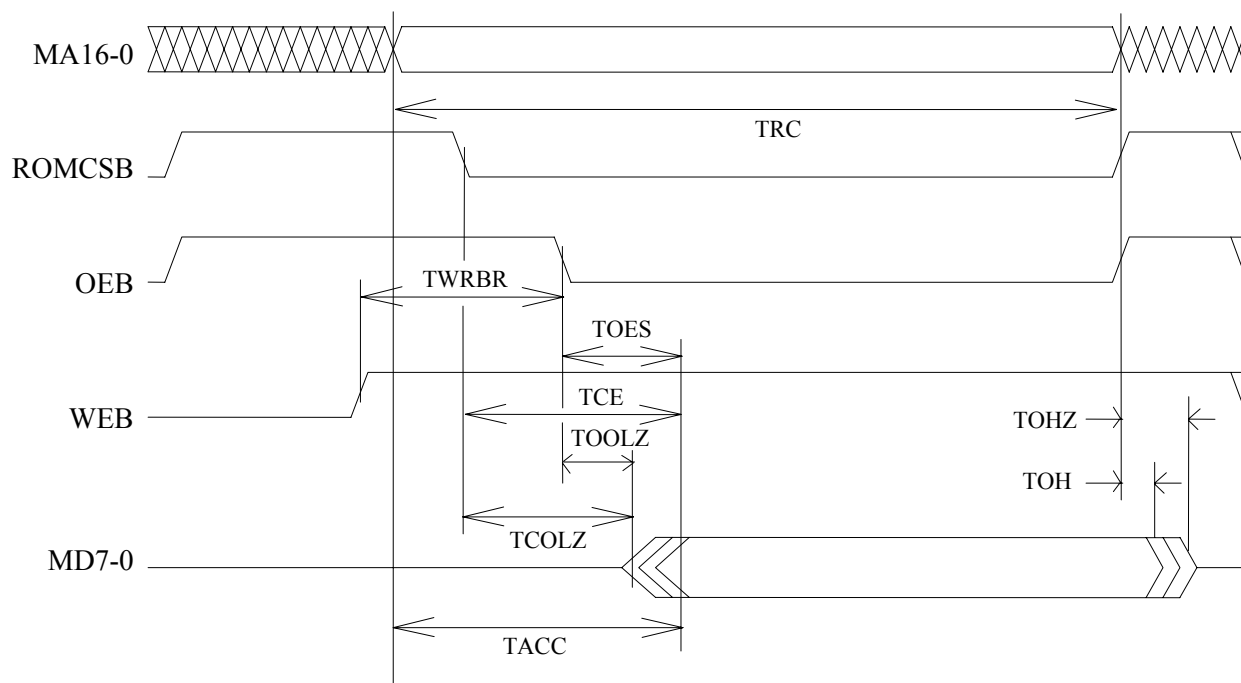 MA16-0
TRC
ROMCSB
OEB
TWRBR
TOES
WEB
TCE
TOHZ
TOOLZ
TOH
TCOLZ
MD7-0
TACC